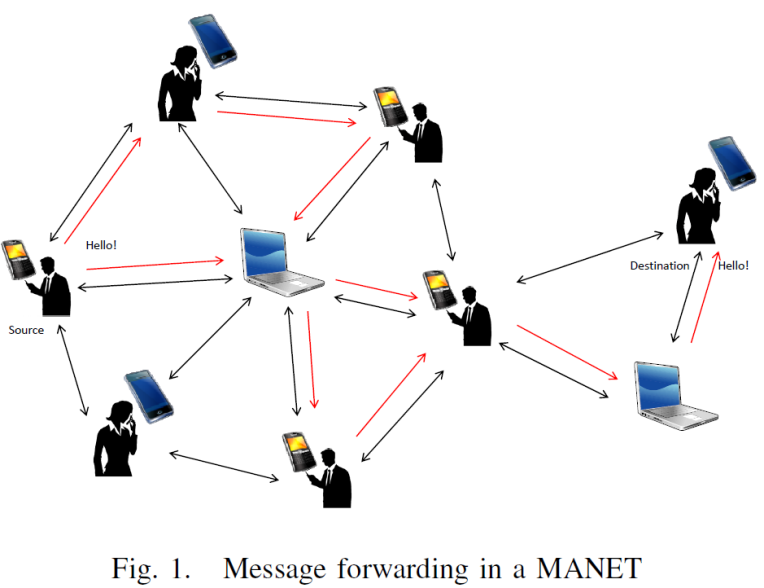 Hello!
Source
Destination
Hello!
Fig. 1. Message forwarding in a MANET